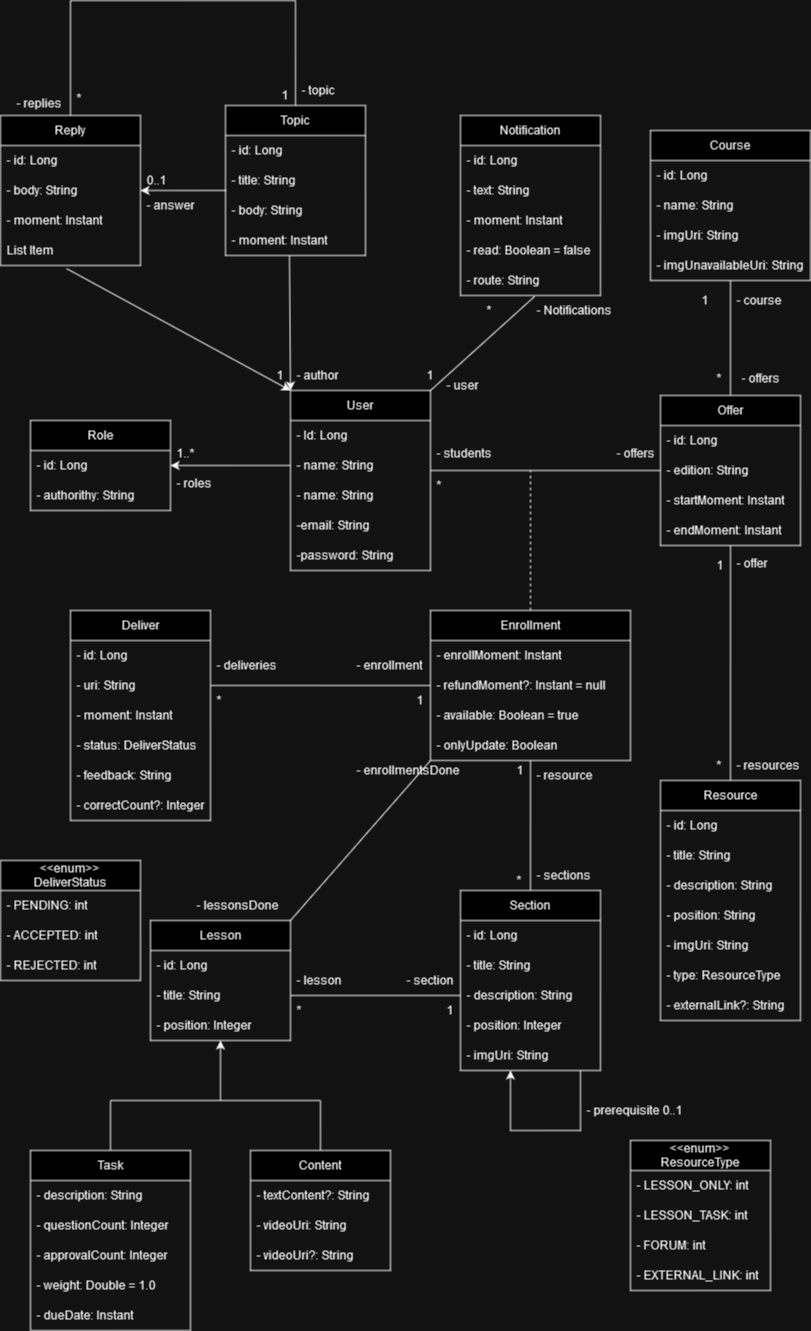 - replies
*
1
- topic
Reply
- id: Long
- body: String
- moment: Instant
List Item
0..1
- answer
Topic
- id: Long
- title: String
- body: String
- moment: Instant
Notification
- id: Long
- text: String
- moment: Instant
- read: Boolean = false
- route: String
Course
- id: Long
- name: String
- imgUri: String
- imgUnavailableUri: String
*
- Notifications
1
- course
1
- author
1
- user
*
- offers
Role
- id: Long
- authorithy: String
1..*
- roles
User
- Id: Long
- name: String
- name: String
-email: String
-password: String
- students
*
- offers
Offer
- id: Long
- edition: String
- startMoment: Instant
- endMoment: Instant
1
- offer
Deliver
- id: Long
- uri: String
- moment: Instant
- status: DeliverStatus
- feedback: String
- correctCount?: Integer
- deliveries
*
- enrollment
1
Enrollment
- enrollMoment: Instant
- refundMoment?: Instant = null
- available: Boolean = true
- onlyUpdate: Boolean
- enrollmentsDone
1
- resource
*
- resources
Resource
- id: Long
- title: String
- description: String
- position: String
- imgUri: String
- type: ResourceType
- externalLink?: String
<<enum>>
DeliverStatus
- PENDING: int
- ACCEPTED: int
- REJECTED: int
- lessonsDone
*
- sections
Lesson
- id: Long
- title: String
- position: Integer
- lesson
*
- section
1
Section
- id: Long
- title: String
- description: String
- position: Integer
- imgUri: String
- prerequisite 0..1
Task
- description: String
- questionCount: Integer
- approvalCount: Integer
- weight: Double = 1.0
- dueDate: Instant
Content
- textContent?: String
- videoUri: String
- videoUri?: String
<<enum>>
ResourceType
- LESSON_ONLY: int
- LESSON_TASK: int
- FORUM: int
- EXTERNAL_LINK: int